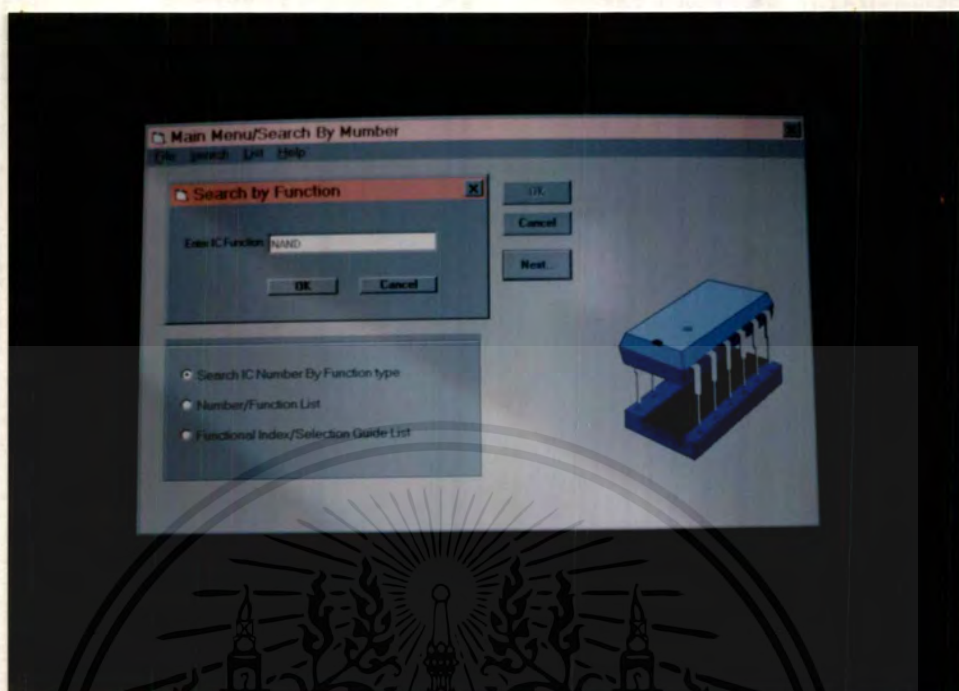 Main Menu/Search By Mumber
File Search List Help
Search by Function
Enter IC Function NAND
OK Cancel
OK
Cancel
Next...
Search IC Number By Function type
Number/Function List
Functional Index/Selection Guide List